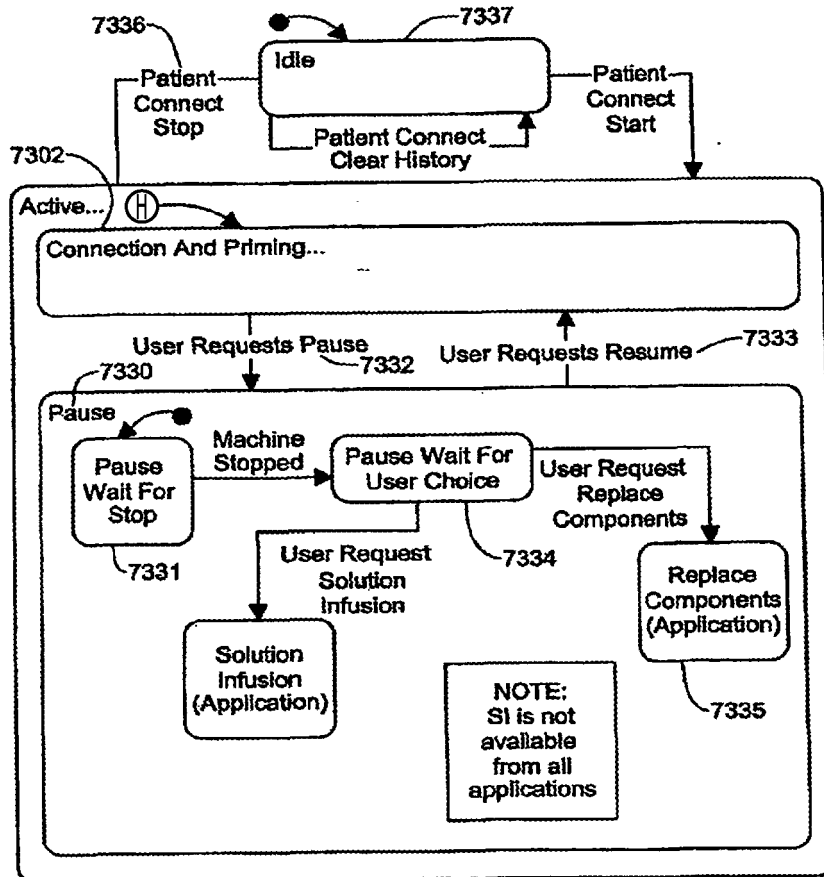 7336
7337
Idle
Patient
Connect
Stop
Patient
Connect
Start
Patient Connect
Clear History
7302
Active...
H
Connection And Priming...
User Requests Pause
7332
User Requests Resume
7333
7330
Pause
Pause
Wait For
Stop
7331
Machine
Stopped
Pause Wait For
User Choice
7334
User Request
Replace
Components
User Request
Solution
Infusion
Replace
Components
(Application)
7335
Solution
Infusion
(Application)
NOTE:
SI is not
available
from all
applications